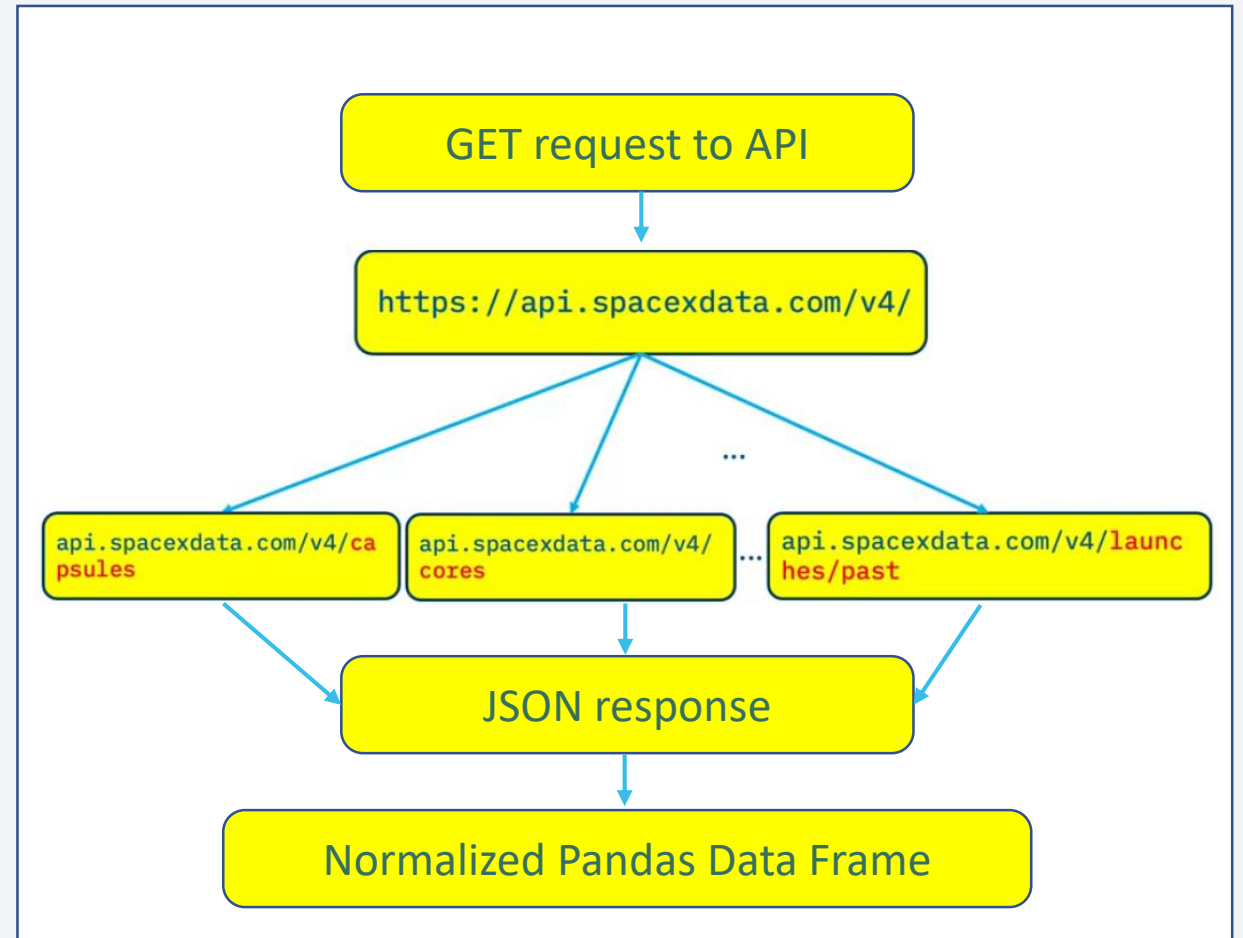 GET request to API
https://api.spacexdata.com/v4/
...
api.spacexdata.com/v4/ca
psules
api.spacexdata.com/v4/
cores
...
api.spacexdata.com/v4/launc
hes/past
JSON response
Normalized Pandas Data Frame